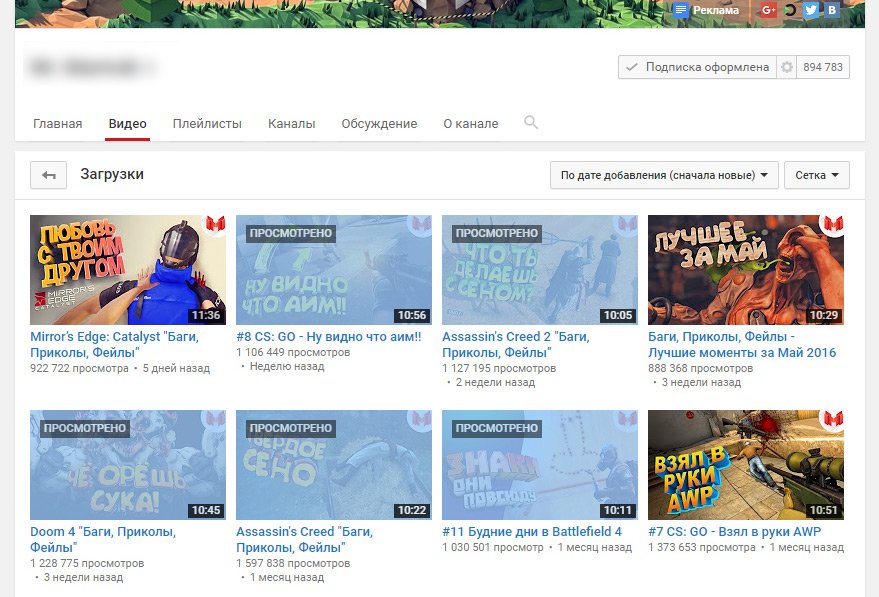 Реклама
Подписка оформлена 894 783
Главная Видео Плейлисты Каналы Обсуждение О канале
Загрузки
По дате добавления (сначала новые) Сетка
ЛЮБОВЬ
С ТВОИМ
ДРУГОМ
MIRROR'S
EDGE
CATALYST
11:36
Mirror's Edge: Catalyst "Баги,
Приколы, Фейлы"
922 722 просмотра • 5 дней назад
ПРОСМОТРЕНО
НУ ВИДНО
ЧТО АИМ!!
10:56
#8 CS: GO - Ну видно что аим!!
1 106 449 просмотров
• Неделю назад
ПРОСМОТРЕНО
ЧТО ТЫ
ДЕЛАЕШЬ
С СЕНОМ?
10:05
Assassin's Creed 2 "Баги,
Приколы, Фейлы"
1 127 195 просмотров
• 2 недели назад
ЛУЧШЕЕ
ЗА МАЙ
10:29
Баги, Приколы, Фейлы -
Лучшие моменты за Май 2016
888 368 просмотров
• 3 недели назад
ПРОСМОТРЕНО
ЧЕ ОРЁШЬ
СУКА!
10:45
Doom 4 "Баги, Приколы,
Фейлы"
1 228 775 просмотров
• 3 недели назад
ПРОСМОТРЕНО
ТВЁРДОЕ
СЕНО
10:22
Assassin's Creed "Баги,
Приколы, Фейлы"
1 597 838 просмотров
• 1 месяц назад
ПРОСМОТРЕНО
ЗНАКИ
ОНИ
ПОВСЮДУ
10:11
#11 Будние дни в Battlefield 4
1 030 501 просмотр • 1 месяц назад
ВЗЯЛ В
РУКИ
AWP
10:51
#7 CS: GO - Взял в руки AWP
1 373 653 просмотра • 1 месяц назад